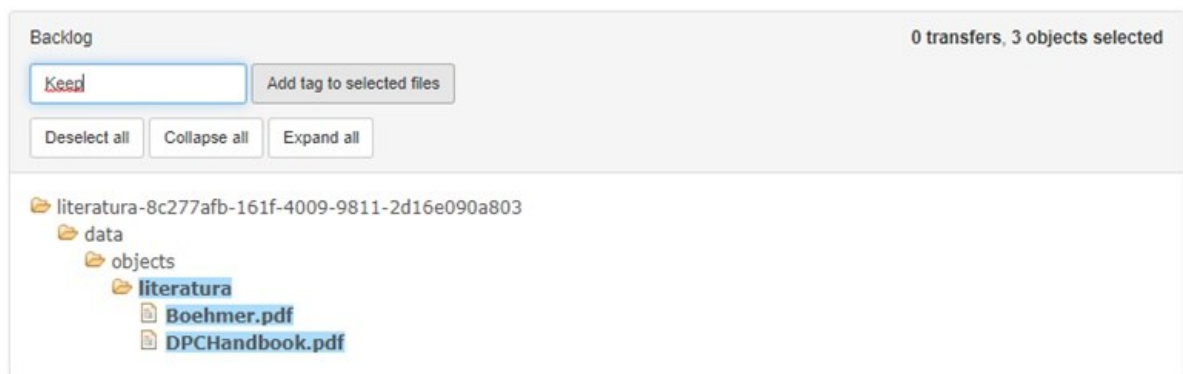 Backlog 0 transfers, 3 objects selected
Keep Add tag to selected files
Deselect all Collapse all Expand all
literatura-8c277afb-161f-4009-9811-2d16e090a803
data
objects
literatura
Boehmer.pdf
DPCHandbook.pdf